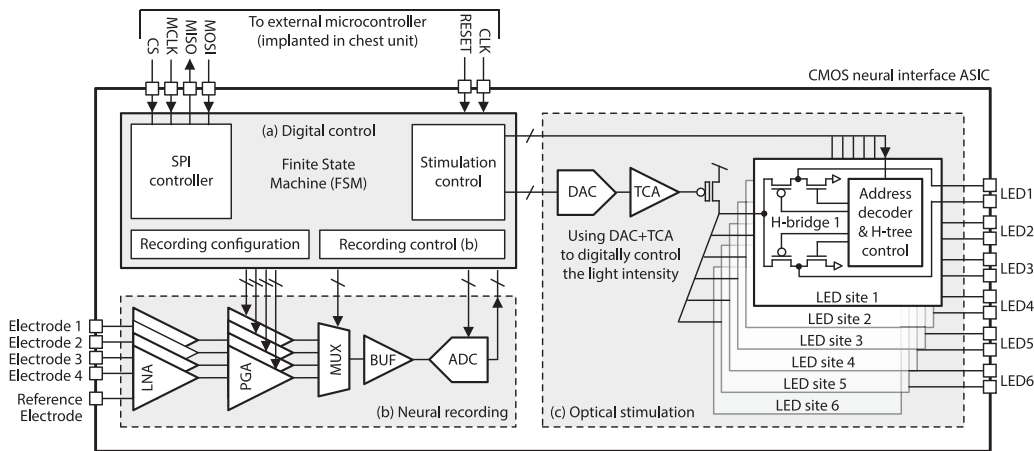 To external microcontroller
(implanted in chest unit)
CS
MCLK
MISO
MOSI
RESET
CLK
CMOS neural interface ASIC
(a) Digital control
SPI
controller
Finite State
Machine (FSM)
Stimulation
control
Recording configuration
Recording control (b)
DAC
TCA
Using DAC+TCA
to digitally control
the light intensity
H-bridge 1
Address
decoder
& H-tree
control
LED site 1
LED site 2
LED site 3
LED site 4
LED site 5
LED site 6
(c) Optical stimulation
LED1
LED2
LED3
LED4
LED5
LED6
Electrode 1
Electrode 2
Electrode 3
Electrode 4
Reference
Electrode
LNA
PGA
MUX
BUF
ADC
(b) Neural recording